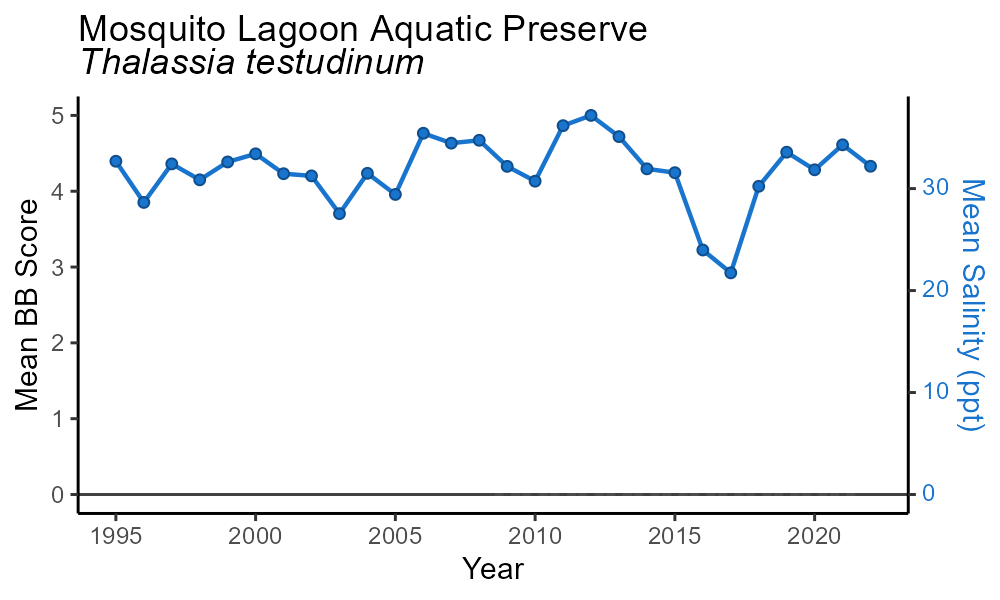 Mosquito Lagoon Aquatic Preserve
Thalassia testudinum
5
4
3
2
1
0
Mean BB Score
30
20
10
0
Mean Salinity (ppt)
1995 2000 2005 2010 2015 2020
Year